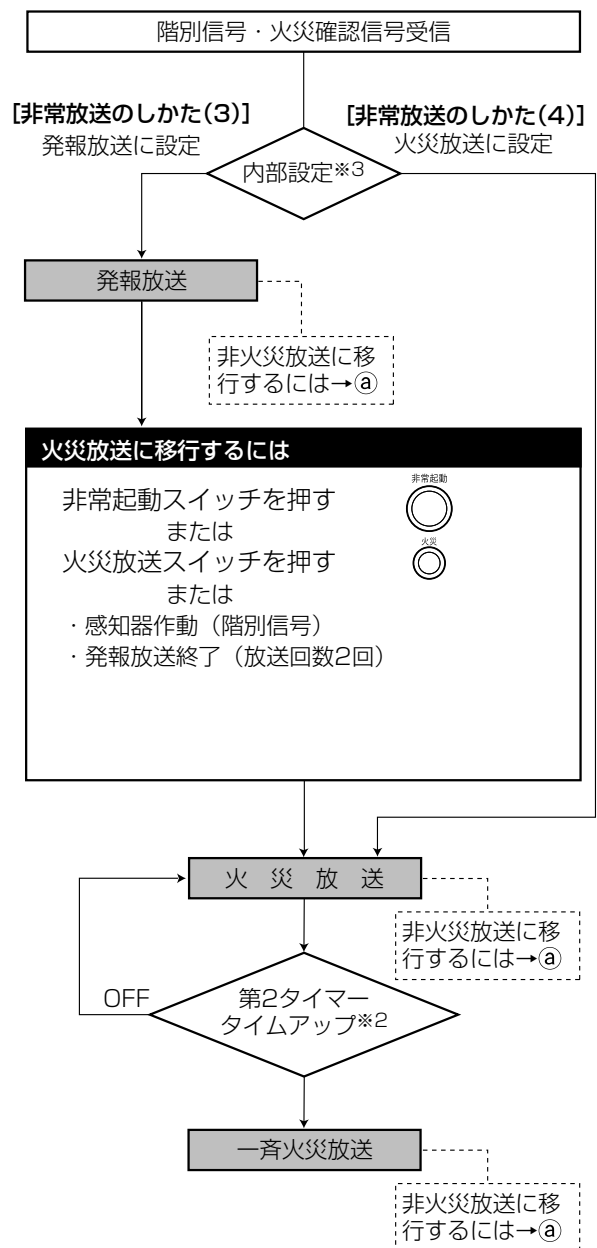 階別信号・火災確認信号受信
[非常放送のしかた(3)]
発報放送に設定
[非常放送のしかた(4)]
火災放送に設定
内部設定※3
発報放送
非火災放送に移
行するには→ⓐ
火災放送に移行するには
非常起動スイッチを押す
非常起動
または
火災放送スイッチを押す
火災
または
・感知器作動（階別信号）
・発報放送終了（放送回数2回）
火 災 放 送
非火災放送に移
行するには→ⓐ
OFF
第2タイマー
タイムアップ※2
一斉火災放送
非火災放送に移
行するには→ⓐ